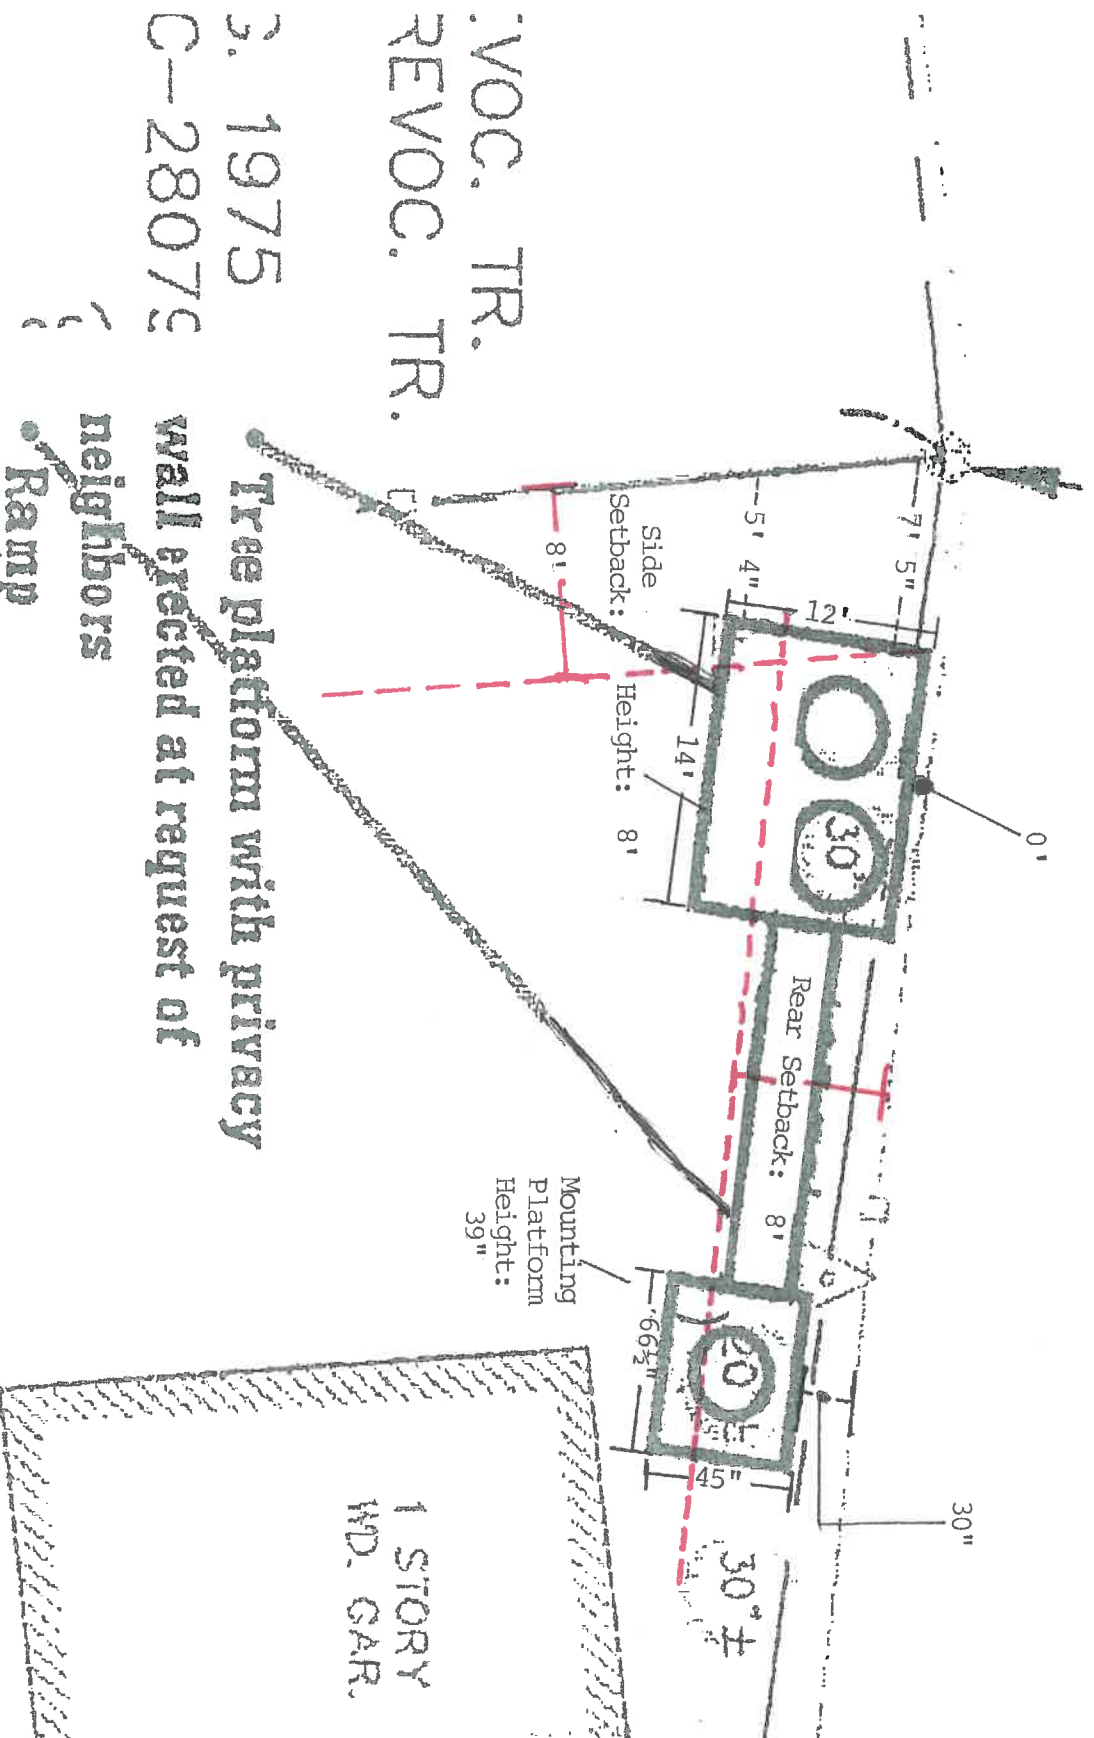 .VOC. TR.
REVOC. TR.
G. 1975
C-28079
Tree platform with privacy
wall erected at request of
neighbors
Ramp
7' 5"
5' 4"
Side
Setback:
8'
12'
14'
Height: 8'
0'
30"
Rear Setback: 8'
Mounting
Platform
Height:
39"
66½"
20
45"
30"
30" ±
1 STORY
WD. GAR.